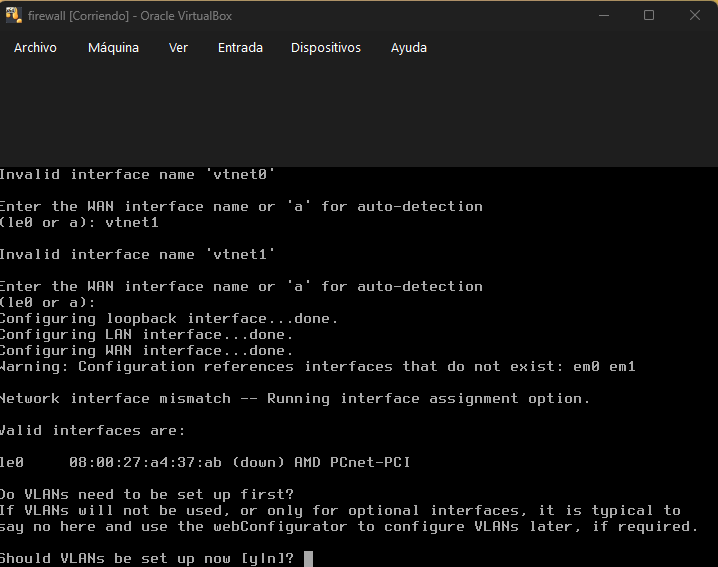 firewall [Corriendo] - Oracle VirtualBox
Archivo Máquina Ver Entrada Dispositivos Ayuda
Invalid interface name 'vtnet0'
Enter the WAN interface name or 'a' for auto-detection
(le0 or a): vtnet1
Invalid interface name 'vtnet1'
Enter the WAN interface name or 'a' for auto-detection
(le0 or a):
Configuring loopback interface...done.
Configuring LAN interface...done.
Configuring WAN interface...done.
Warning: Configuration references interfaces that do not exist: em0 em1
Network interface mismatch -- Running interface assignment option.
Valid interfaces are:
le0 08:00:27:a4:37:ab (down) AMD PCnet-PCI
Do VLANs need to be set up first?
If VLANs will not be used, or only for optional interfaces, it is typical to
say no here and use the webConfigurator to configure VLANs later, if required.
Should VLANs be set up now [y|n]?